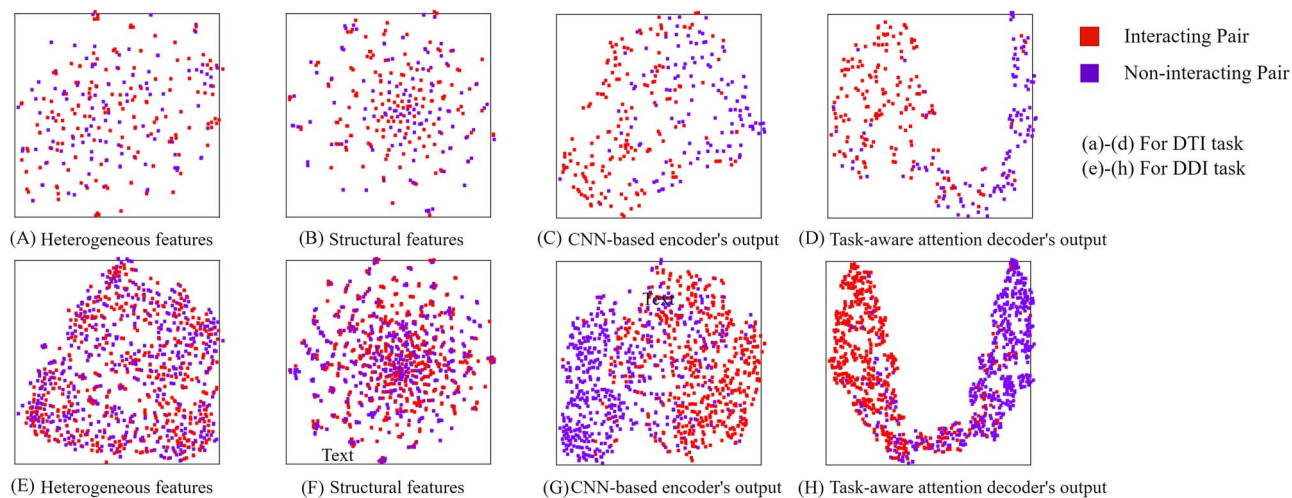 Interacting Pair
Non-interacting Pair
(a)-(d) For DTI task
(e)-(h) For DDI task
(A) Heterogeneous features
(B) Structural features
(C) CNN-based encoder's output
(D) Task-aware attention decoder's output
Text
Text
(E) Heterogeneous features
(F) Structural features
(G) CNN-based encoder's output
(H) Task-aware attention decoder's output